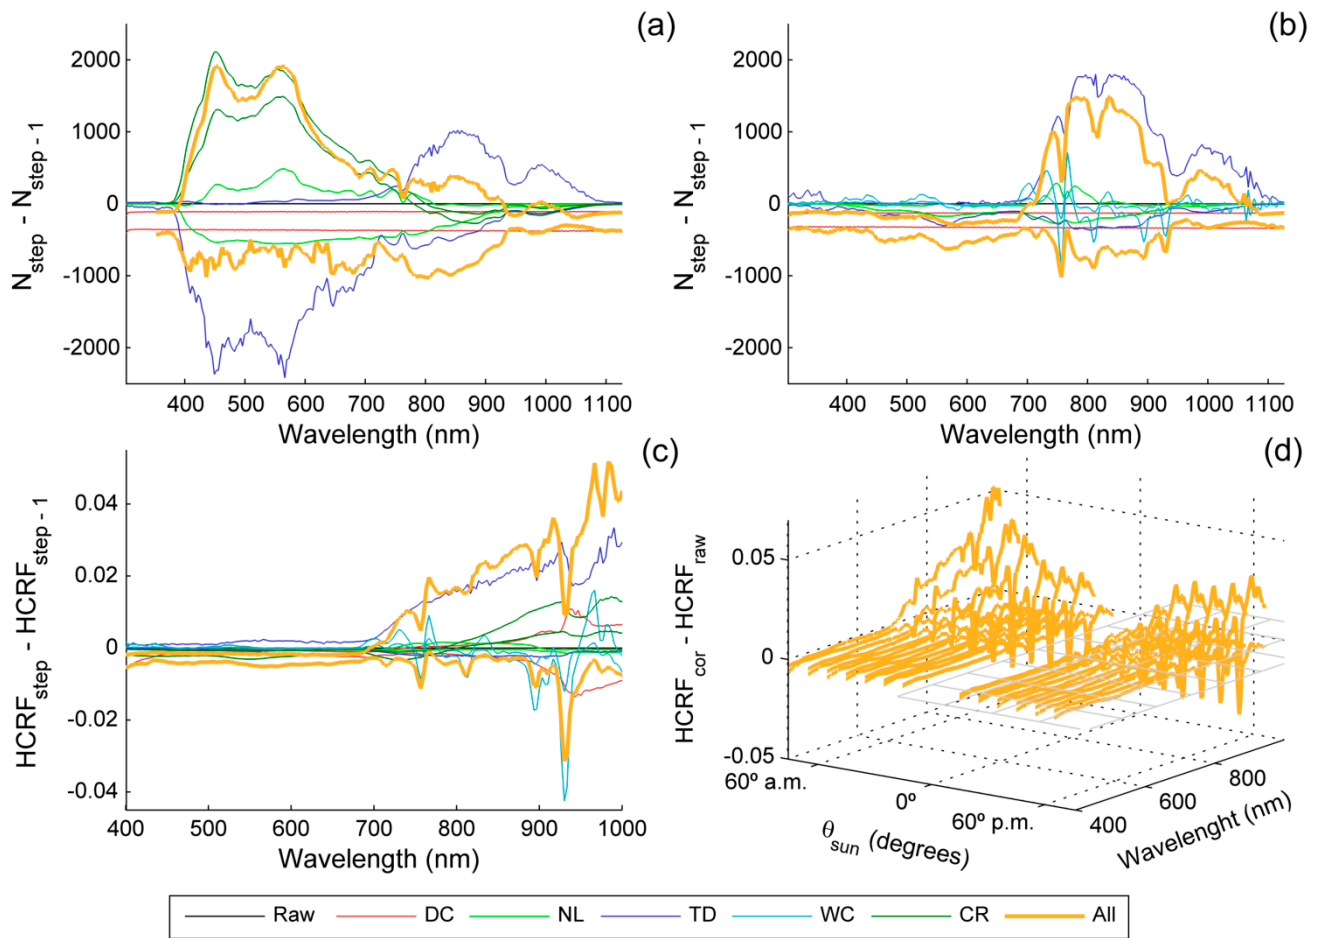 (a)
2000
1000
0
-1000
-2000
N_step - N_step - 1
400 500 600 700 800 900 1000 1100
Wavelength (nm)
(b)
2000
1000
0
-1000
-2000
N_step - N_step - 1
400 500 600 700 800 900 1000 1100
Wavelength (nm)
(c)
0.04
0.02
0
-0.02
-0.04
HCRF_step - HCRF_step - 1
400 500 600 700 800 900 1000
Wavelength (nm)
(d)
0.05
0
-0.05
HCRF_cor - HCRF_raw
60º a.m.
0º
60º p.m.
θ_sun (degrees)
400 600 800
Wavelenght (nm)
Raw DC NL TD WC CR All